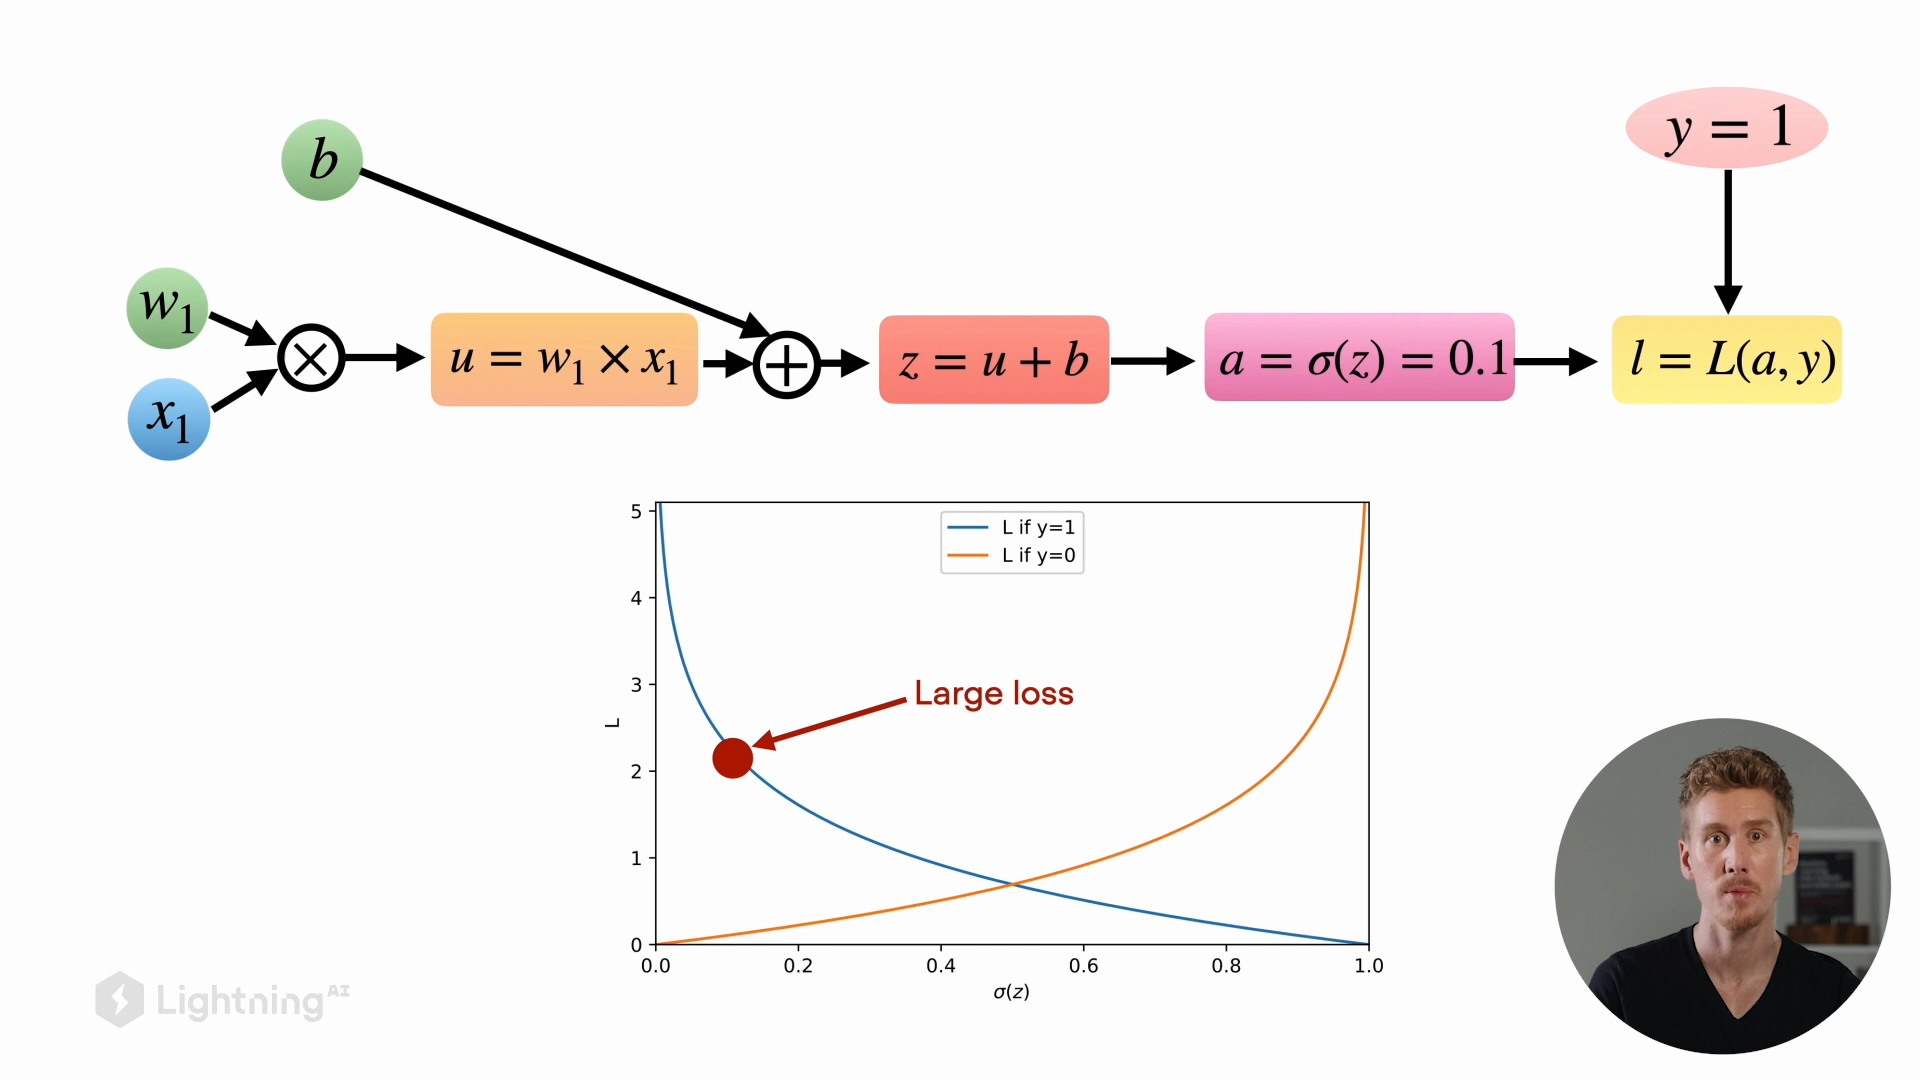 b
y = 1
w₁
x₁
u = w₁ × x₁
z = u + b
a = σ(z) = 0.1
l = L(a, y)
L if y=1
L if y=0
Large loss
L
5
4
3
2
1
0
0.0 0.2 0.4 0.6 0.8 1.0
σ(z)
Lightning AI